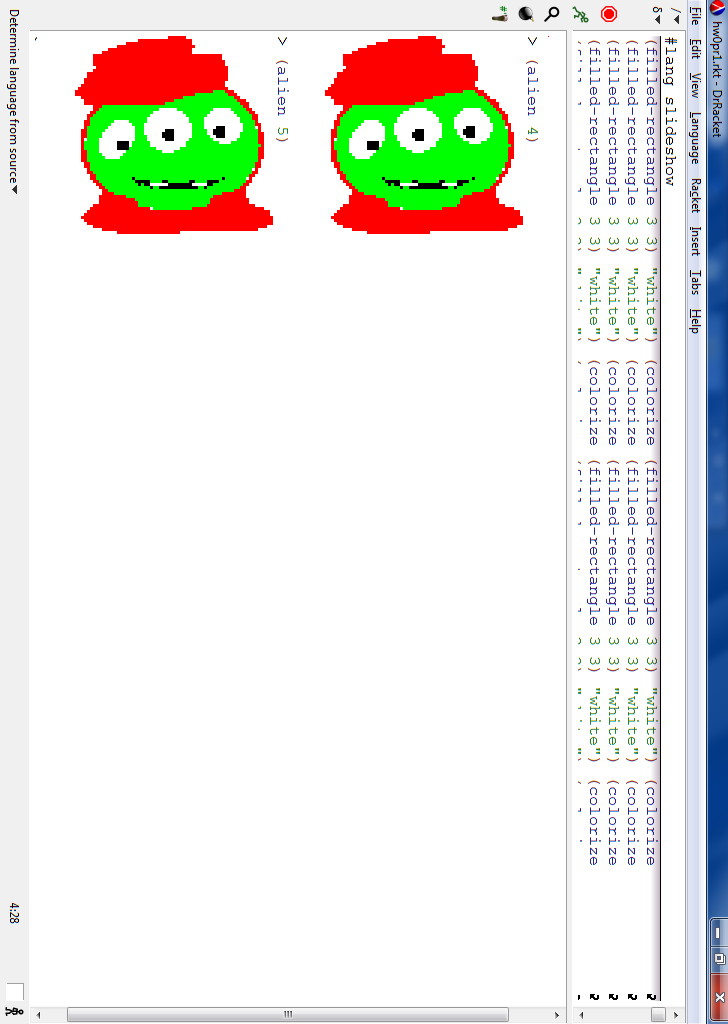 hw0pr1.rkt - DrRacket
File Edit View Language Racket Insert Tabs Help
#lang slideshow
(filled-rectangle 3 3) "white") (colorize (filled-rectangle 3 3) "white") (colorize
(filled-rectangle 3 3) "white") (colorize (filled-rectangle 3 3) "white") (colorize
(filled-rectangle 3 3) "white") (colorize (filled-rectangle 3 3) "white") (colorize
(filled-rectangle 3 3) "white") (colorize (filled-rectangle 3 3) "white") (colorize
> (alien 4)
> (alien 5)
Determine language from source 4:28